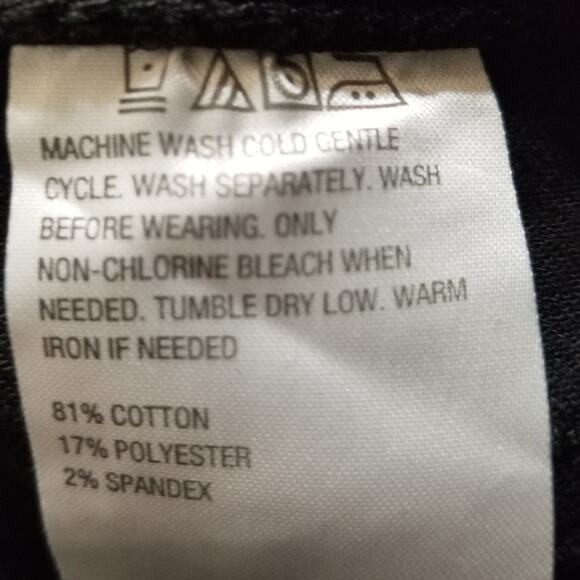 MACHINE WASH COLD GENTLE
CYCLE. WASH SEPARATELY. WASH
BEFORE WEARING. ONLY
NON-CHLORINE BLEACH WHEN
NEEDED. TUMBLE DRY LOW. WARM
IRON IF NEEDED
81% COTTON
17% POLYESTER
2% SPANDEX